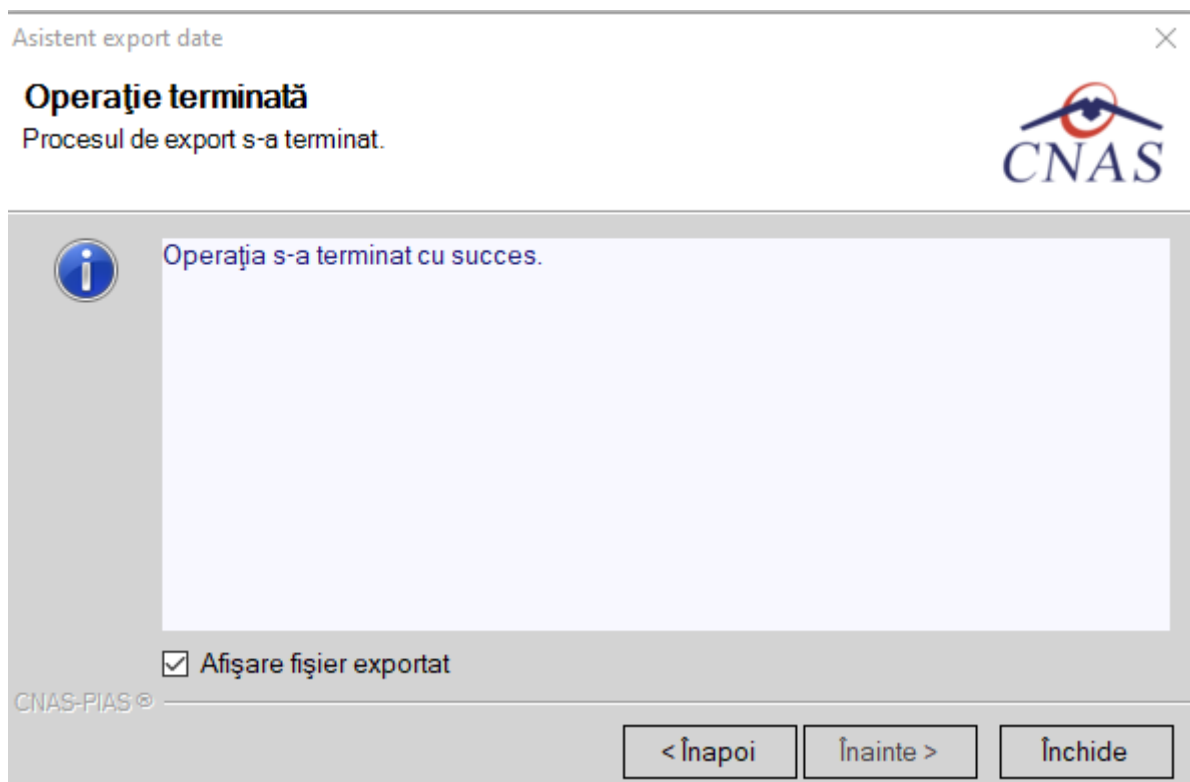 Asistent export date
Operaţie terminată
Procesul de export s-a terminat.
CNAS
Operaţia s-a terminat cu succes.
Afişare fişier exportat
CNAS-PIAS ®
< Înapoi
Înainte >
Închide